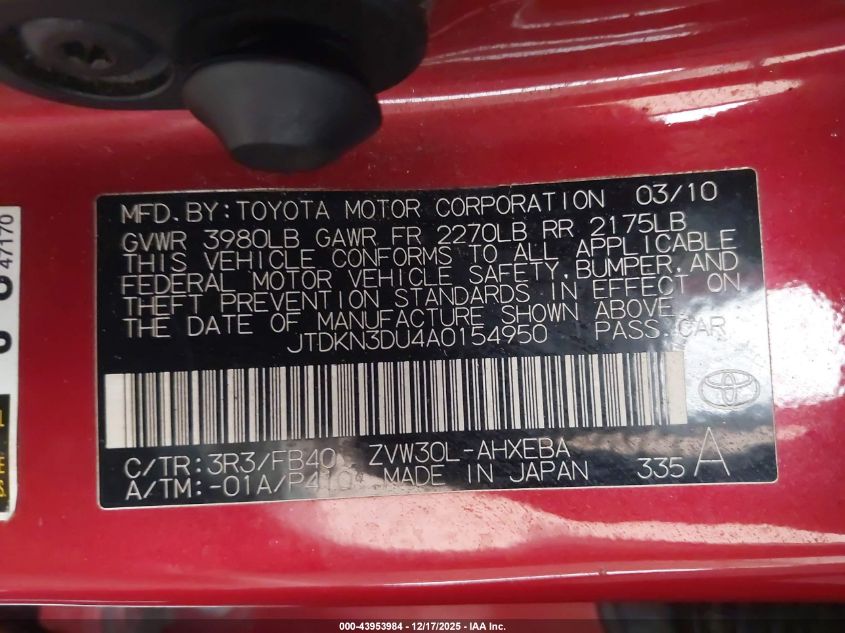 MFD. BY: TOYOTA MOTOR CORPORATION 03/10
GVWR 3980LB GAWR FR 2270LB RR 2175LB
THIS VEHICLE CONFORMS TO ALL APPLICABLE
FEDERAL MOTOR VEHICLE SAFETY, BUMPER, AND
THEFT PREVENTION STANDARDS IN EFFECT ON
THE DATE OF MANUFACTURE SHOWN ABOVE.
JTDKN3DU4A0154950 PASS. CAR
C/TR: 3R3/FB40 ZVW30L-AHXEBA
A/TM: -01A/P410 MADE IN JAPAN 335 A
47170
000-43953984 - 12/17/2025 - IAA Inc.